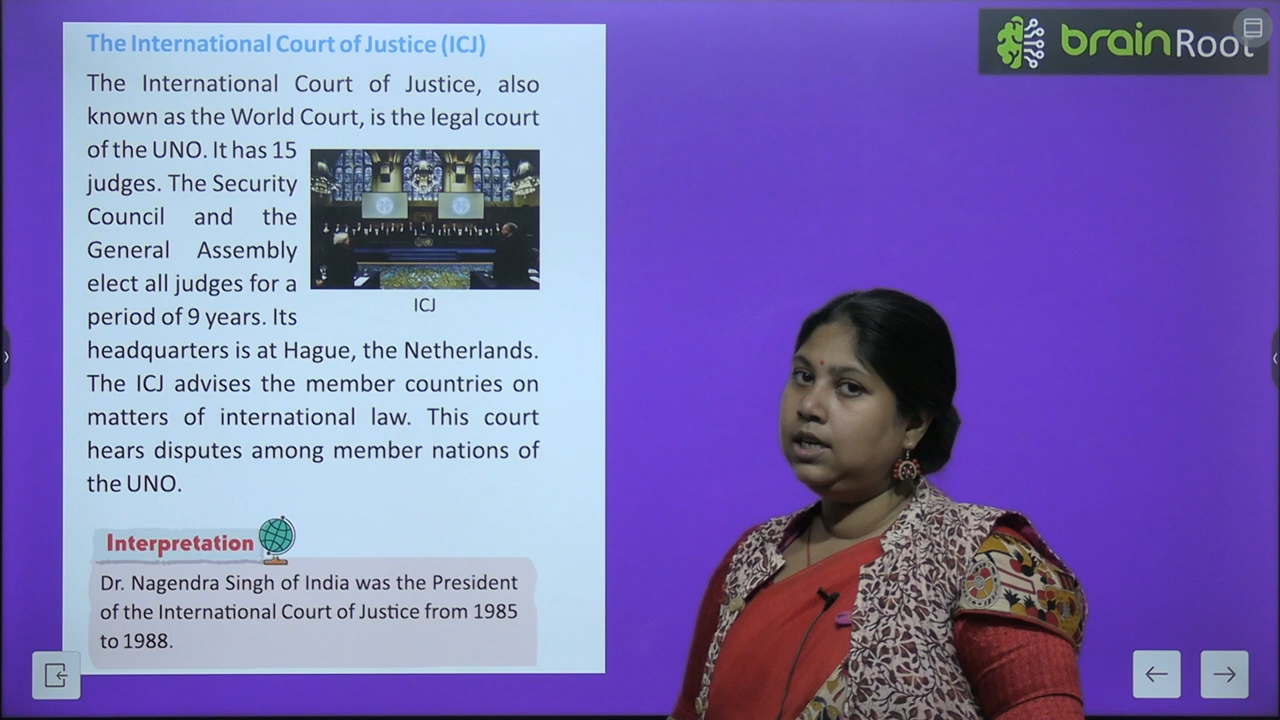 The International Court of Justice (ICJ)
The International Court of Justice, also
known as the World Court, is the legal court
of the UNO. It has 15
judges. The Security
Council and the
General Assembly
elect all judges for a
period of 9 years. Its
ICJ
headquarters is at Hague, the Netherlands.
The ICJ advises the member countries on
matters of international law. This court
hears disputes among member nations of
the UNO.
Interpretation
Dr. Nagendra Singh of India was the President
of the International Court of Justice from 1985
to 1988.
brainRoot